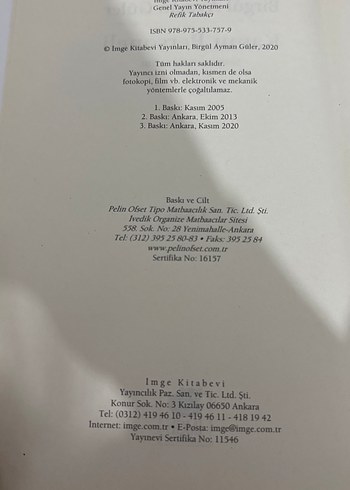 Genel Yayın Yönetmeni
Refik Tabakçı
ISBN 978-975-533-757-9
© İmge Kitabevi Yayınları, Birgül Ayman Güler, 2020
Tüm hakları saklıdır.
Yayıncı izni olmadan, kısmen de olsa
fotokopi, film vb. elektronik ve mekanik
yöntemlerle çoğaltılamaz.
1. Baskı: Kasım 2005
2. Baskı: Ankara, Ekim 2013
3. Baskı: Ankara, Kasım 2020
Baskı ve Cilt
Pelin Ofset Tipo Matbaacılık San. Tic. Ltd. Şti.
İvedik Organize Matbaacılar Sitesi
558. Sok. No: 28 Yenimahalle-Ankara
Tel: (312) 395 25 80-83 • Faks: 395 25 84
www.pelinofset.com.tr
Sertifika No: 16157
İmge Kitabevi
Yayıncılık Paz. San. ve Tic. Ltd. Şti.
Konur Sok. No: 3 Kızılay 06650 Ankara
Tel: (0312) 419 46 10 - 419 46 11 - 418 19 42
Internet: imge.com.tr • E-Posta: imge@imge.com.tr
Yayınevi Sertifika No: 11546